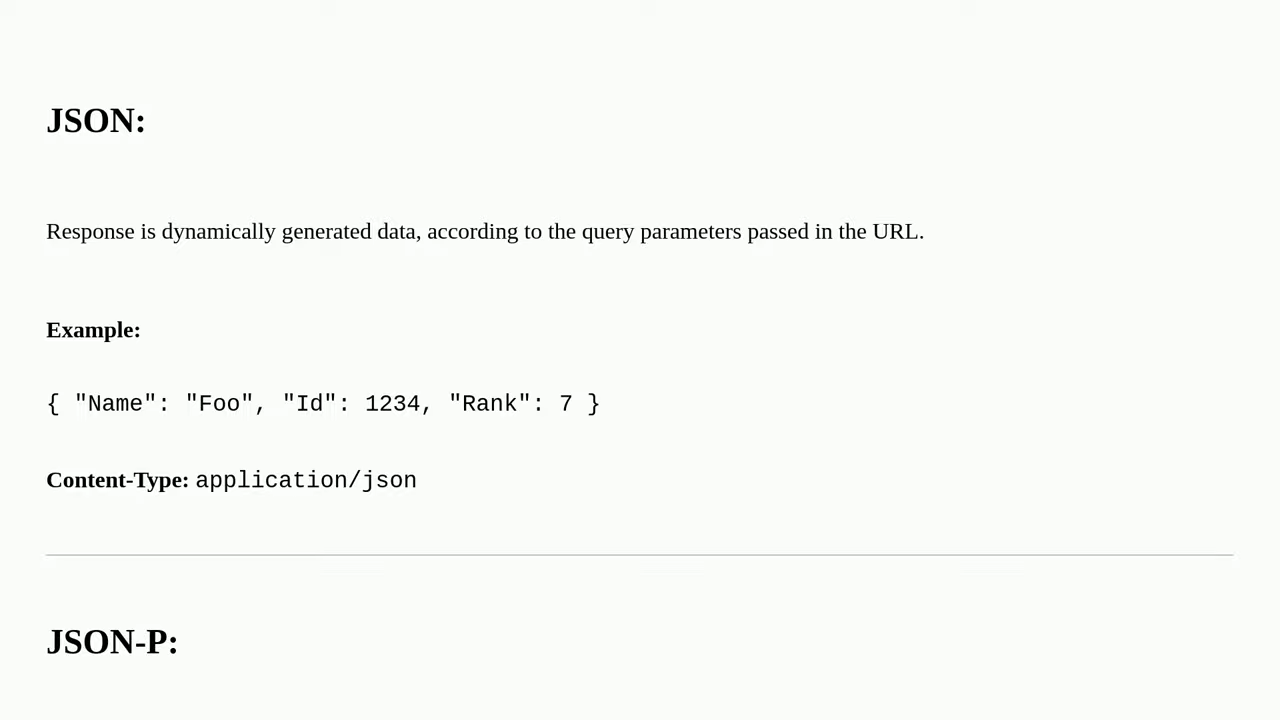 JSON:
Response is dynamically generated data, according to the query parameters passed in the URL.
Example:
{ "Name": "Foo", "Id": 1234, "Rank": 7 }
Content-Type: application/json
JSON-P: